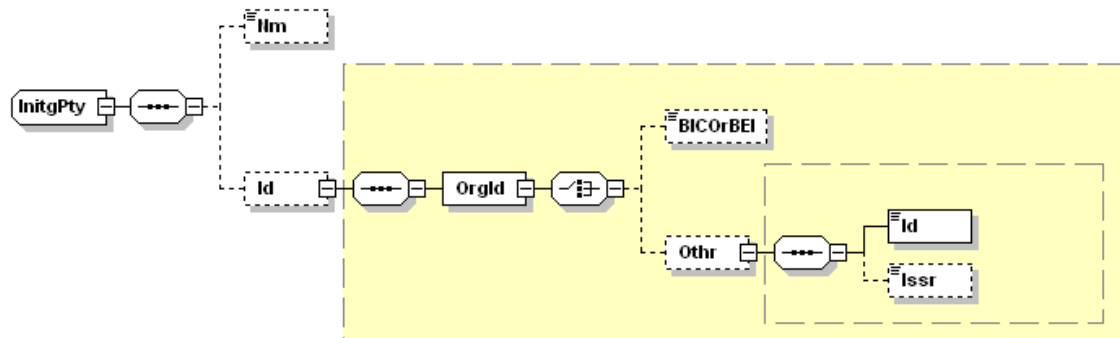 Nm
InitgPty
BICOrBEI
Id
OrgId
Id
Othr
Issr